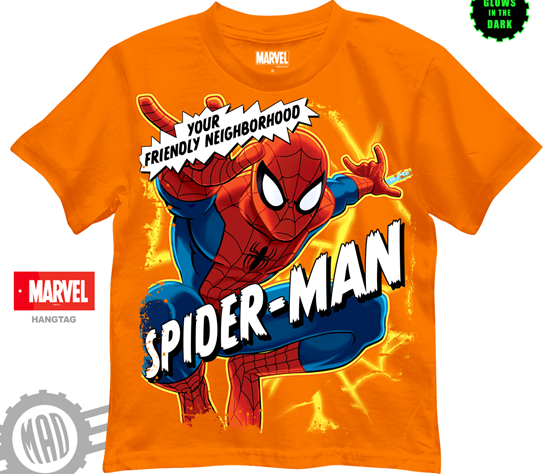 GLOWS
IN THE
DARK
MARVEL
YOUR
FRIENDLY NEIGHBORHOOD
SPIDER-MAN
MARVEL
HANGTAG
MAD